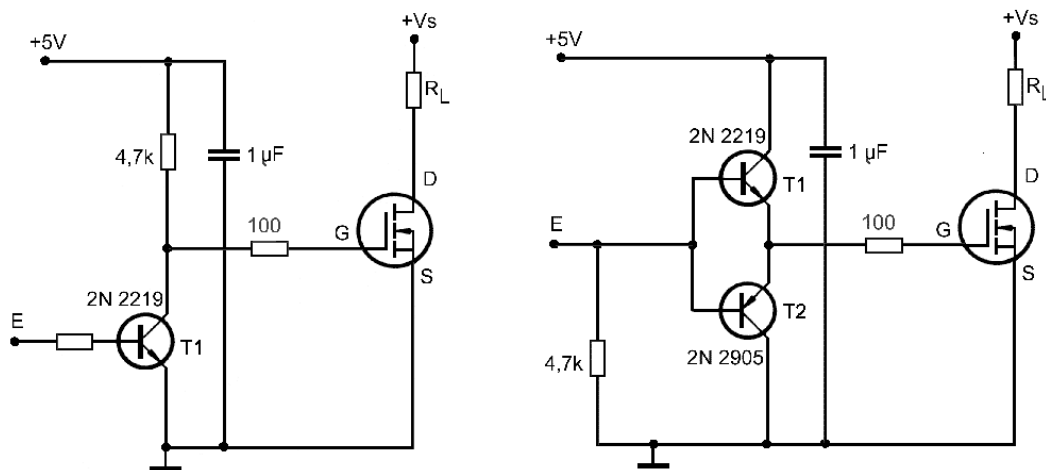 +5V
+Vs
R_L
4,7k
1 µF
D
100
G
S
2N 2219
E
T1
+5V
+Vs
R_L
2N 2219
1 µF
T1
D
E
100
G
S
T2
4,7k
2N 2905